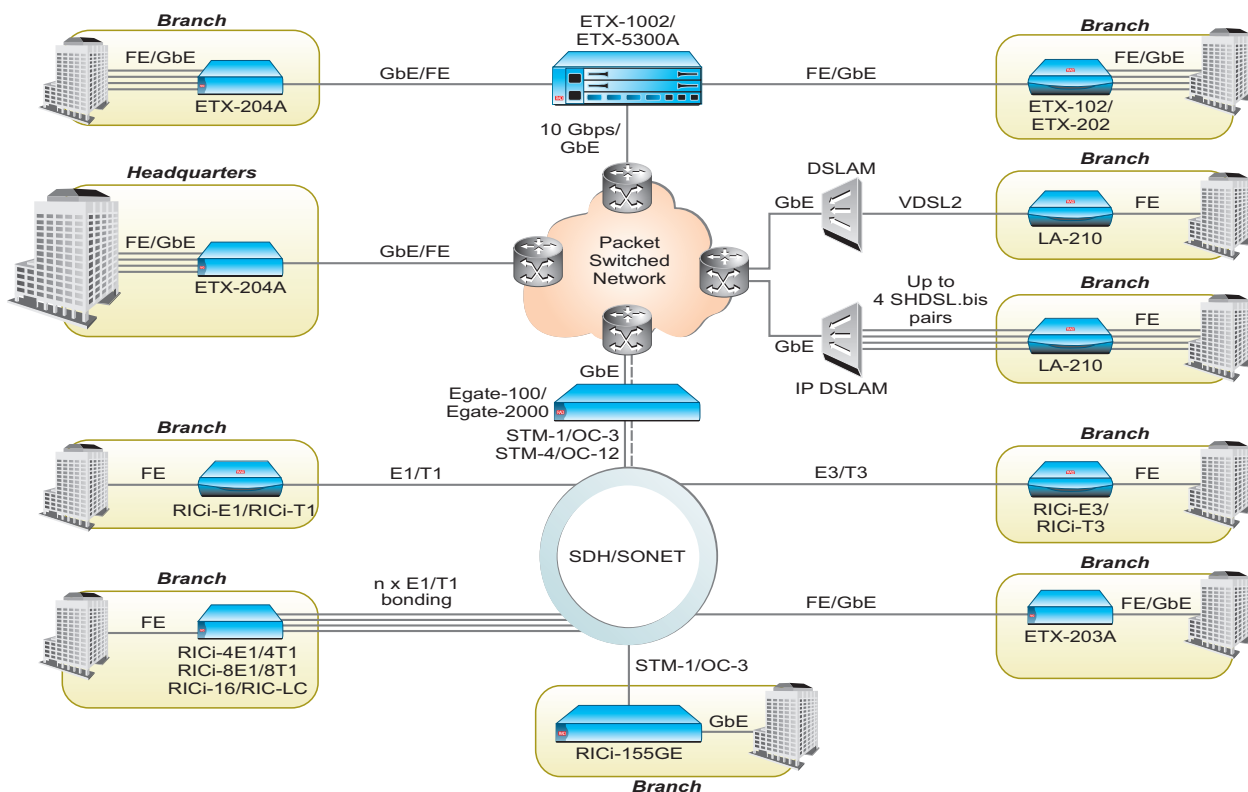 Branch
FE/GbE
ETX-204A
GbE/FE
ETX-1002/
ETX-5300A
FE/GbE
Branch
FE/GbE
ETX-102/
ETX-202
10 Gbps/
GbE
Headquarters
FE/GbE
ETX-204A
GbE/FE
Packet
Switched
Network
GbE
DSLAM
VDSL2
Branch
FE
LA-210
GbE
IP DSLAM
Up to
4 SHDSL.bis
pairs
Branch
FE
LA-210
GbE
Egate-100/
Egate-2000
STM-1/OC-3
STM-4/OC-12
Branch
FE
RICi-E1/RICi-T1
E1/T1
SDH/SONET
E3/T3
Branch
FE
RICi-E3/
RICi-T3
Branch
FE
RICi-4E1/4T1
RICi-8E1/8T1
RICi-16/RIC-LC
n x E1/T1
bonding
FE/GbE
Branch
FE/GbE
ETX-203A
STM-1/OC-3
GbE
RICi-155GE
Branch